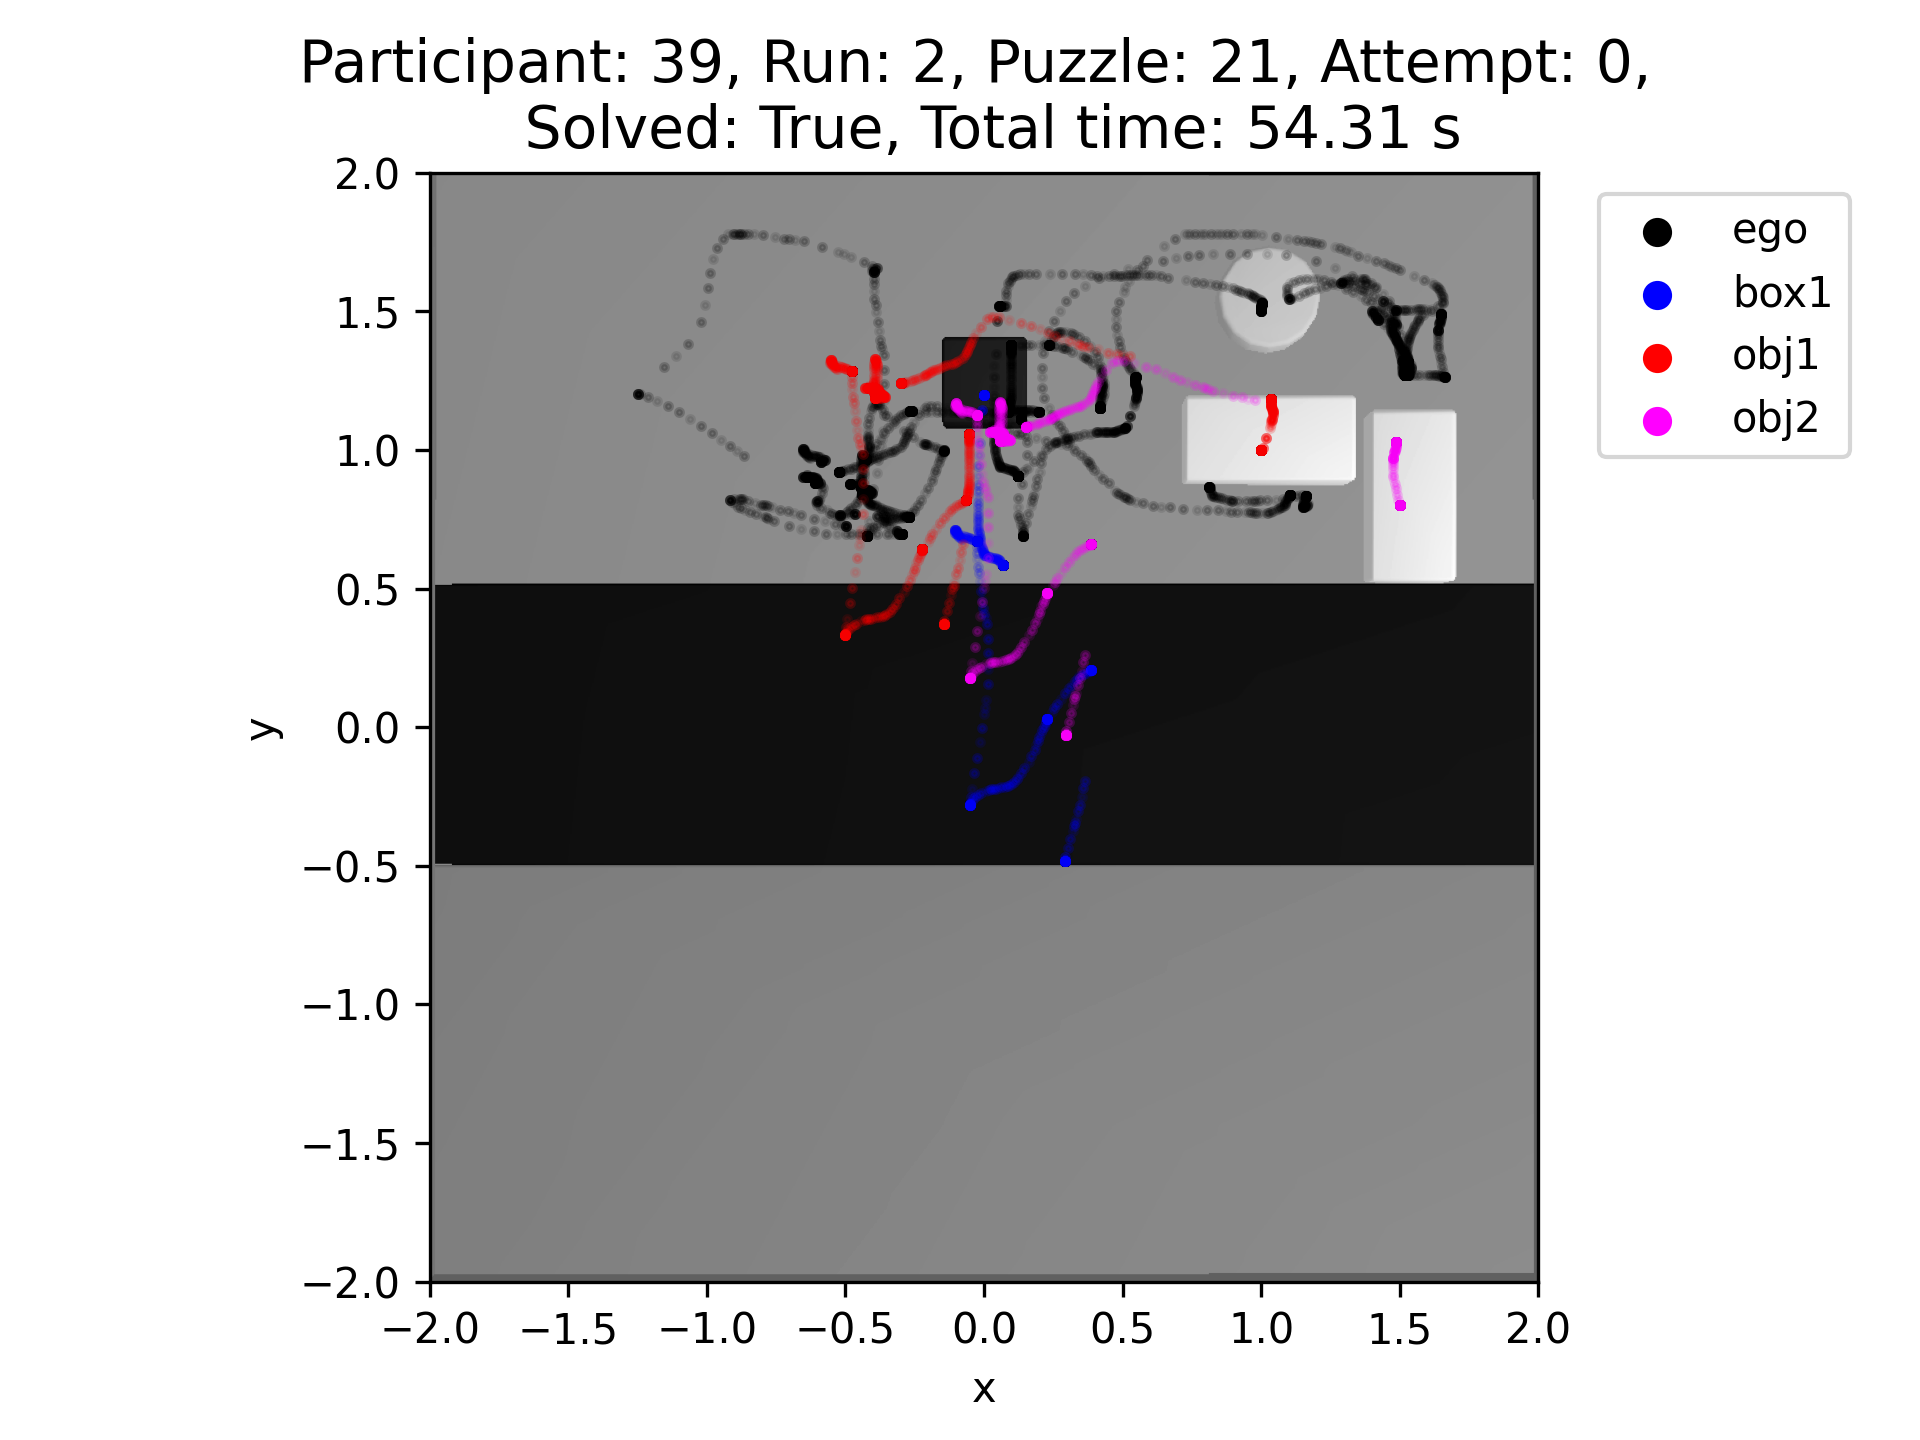 Participant: 39, Run: 2, Puzzle: 21, Attempt: 0,
Solved: True, Total time: 54.31 s
2.0
1.5
1.0
0.5
0.0
−0.5
−1.0
−1.5
−2.0
y
−2.0 −1.5 −1.0 −0.5 0.0 0.5 1.0 1.5 2.0
x
ego
box1
obj1
obj2